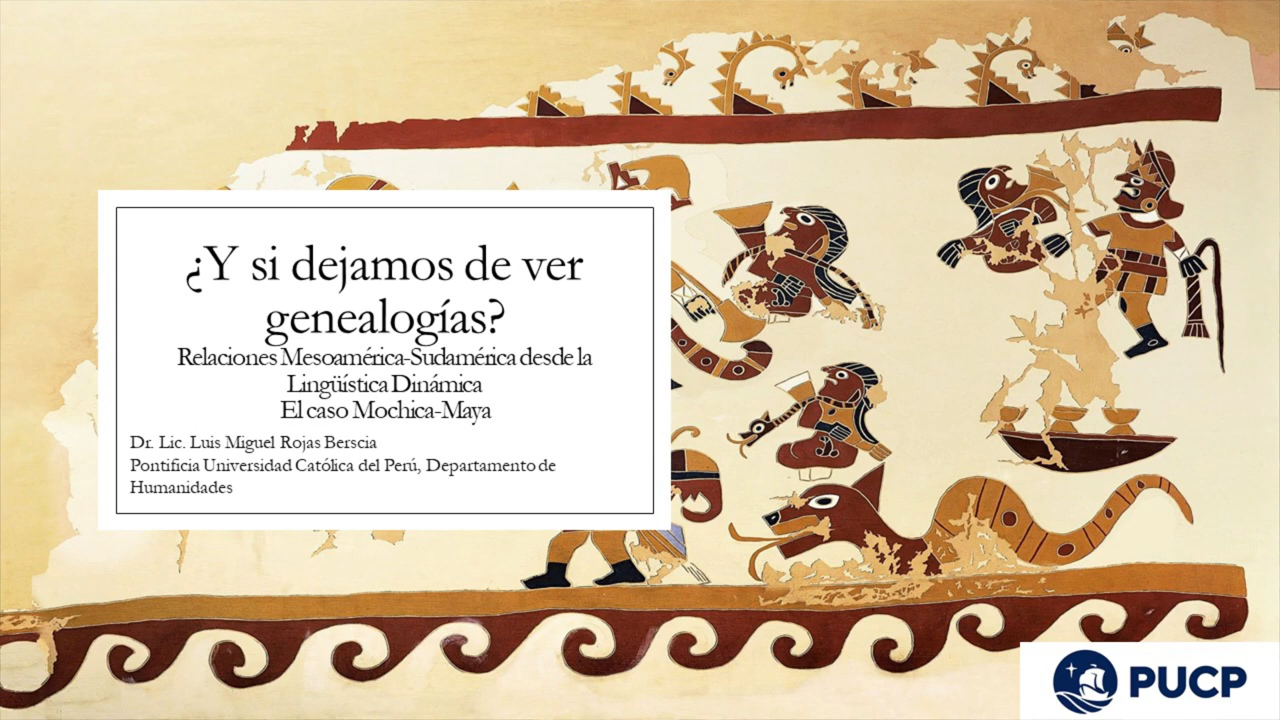 ¿Y si dejamos de ver
genealogías?
Relaciones Mesoamérica-Sudamérica desde la
Lingüística Dinámica
El caso Mochica-Maya
Dr. Lic. Luis Miguel Rojas Berscia
Pontificia Universidad Católica del Perú, Departamento de
Humanidades
PUCP